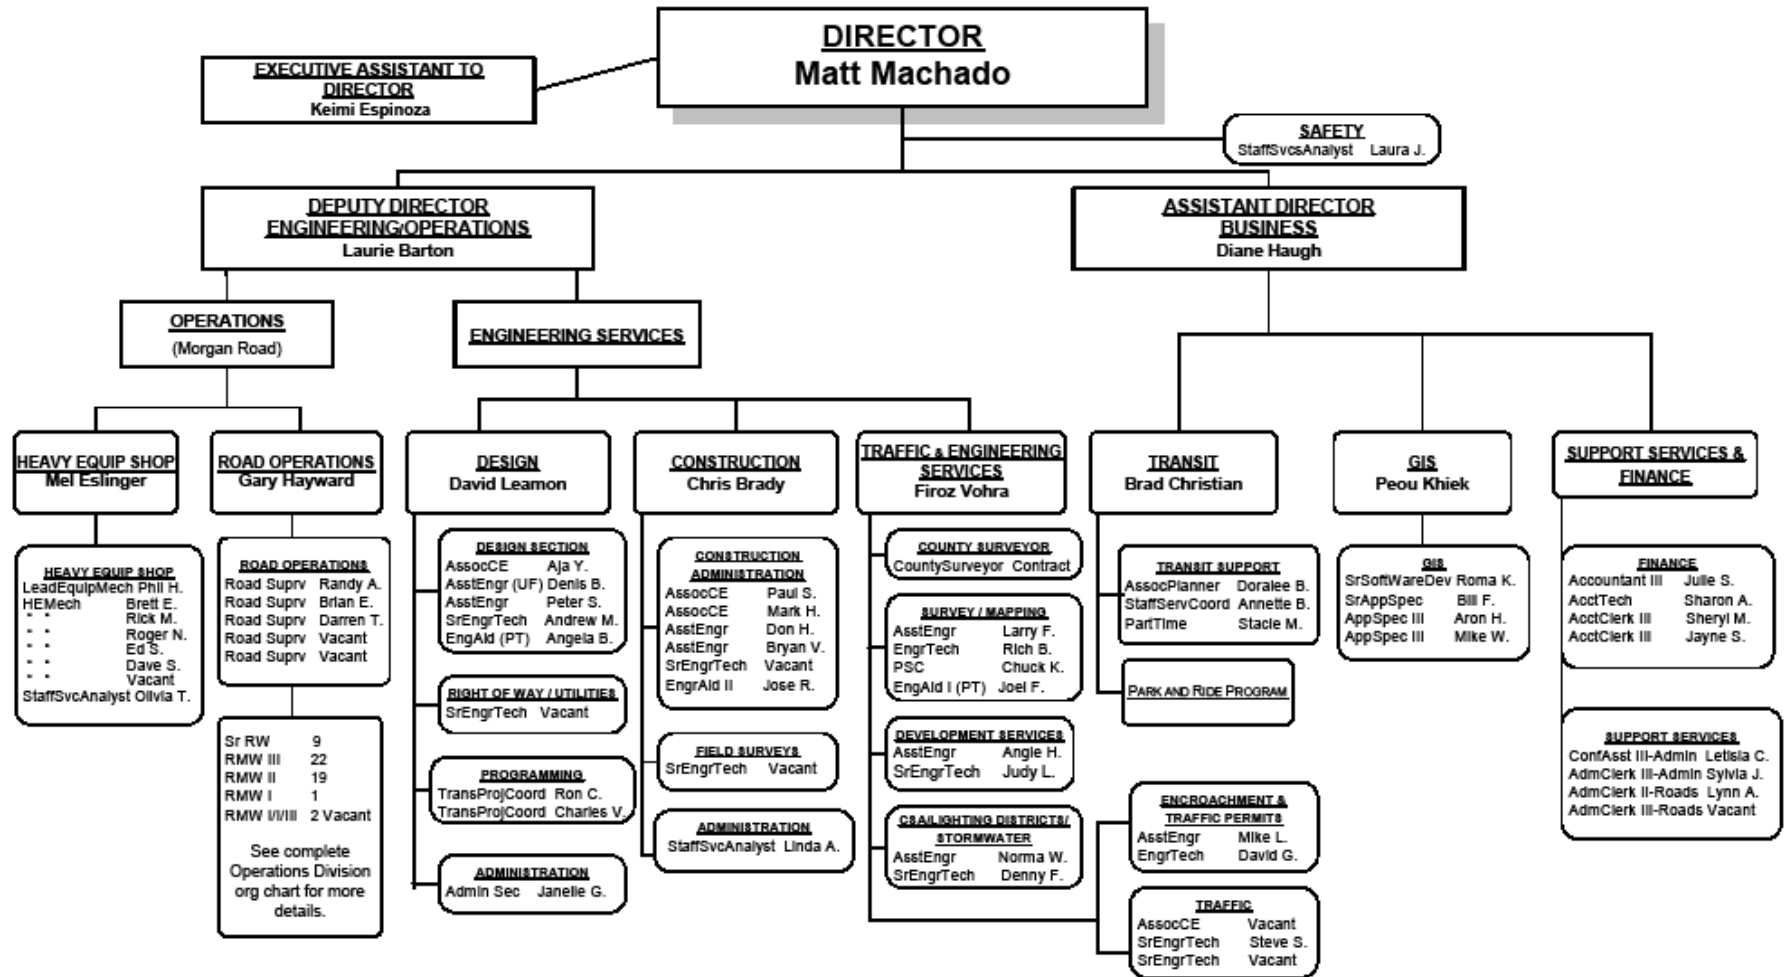 DIRECTOR
Matt Machado
EXECUTIVE ASSISTANT TO
DIRECTOR
Keimi Espinoza
SAFETY
StaffSvcsAnalyst Laura J.
DEPUTY DIRECTOR
ENGINEERING/OPERATIONS
Laurie Barton
ASSISTANT DIRECTOR
BUSINESS
Diane Haugh
OPERATIONS
(Morgan Road)
ENGINEERING SERVICES
HEAVY EQUIP SHOP
Mel Eslinger
ROAD OPERATIONS
Gary Hayward
DESIGN
David Leamon
CONSTRUCTION
Chris Brady
TRAFFIC & ENGINEERING
SERVICES
Firoz Vohra
TRANSIT
Brad Christian
GIS
Peou Khiek
SUPPORT SERVICES &
FINANCE
HEAVY EQUIP SHOP
LeadEquipMech Phil H.
HEMech Brett E.
" " Rick M.
" " Roger N.
" " Ed S.
" " Dave S.
" " Vacant
StaffSvcAnalyst Olivia T.
ROAD OPERATIONS
Road Suprv Randy A.
Road Suprv Brian E.
Road Suprv Darren T.
Road Suprv Vacant
Road Suprv Vacant
Sr RW 9
RMW III 22
RMW II 19
RMW I 1
RMW I/II/III 2 Vacant
See complete
Operations Division
org chart for more
details.
DESIGN SECTION
AssocCE Aja Y.
AsstEngr (UF) Denis B.
AsstEngr Peter S.
SrEngrTech Andrew M.
EngAid (PT) Angela B.
RIGHT OF WAY / UTILITIES
SrEngrTech Vacant
PROGRAMMING
TransProjCoord Ron C.
TransProjCoord Charles V.
ADMINISTRATION
Admin Sec Janelle G.
CONSTRUCTION
ADMINISTRATION
AssocCE Paul S.
AssocCE Mark H.
AsstEngr Don H.
AsstEngr Bryan V.
SrEngrTech Vacant
EngrAid II Jose R.
FIELD SURVEYS
SrEngrTech Vacant
ADMINISTRATION
StaffSvcAnalyst Linda A.
COUNTY SURVEYOR
CountySurveyor Contract
SURVEY / MAPPING
AsstEngr Larry F.
EngrTech Rich B.
PSC Chuck K.
EngAid I (PT) Joel F.
DEVELOPMENT SERVICES
AsstEngr Angie H.
SrEngrTech Judy L.
CSA/LIGHTING DISTRICTS/
STORMWATER
AsstEngr Norma W.
SrEngrTech Denny F.
ENCROACHMENT &
TRAFFIC PERMITS
AsstEngr Mike L.
EngrTech David G.
TRAFFIC
AssocCE Vacant
SrEngrTech Steve S.
SrEngrTech Vacant
TRANSIT SUPPORT
AssocPlanner Doralee B.
StaffServCoord Annette B.
PartTime Stacie M.
PARK AND RIDE PROGRAM
GIS
SrSoftWareDev Roma K.
SrAppSpec Bill F.
AppSpec III Aron H.
AppSpec III Mike W.
FINANCE
Accountant III Julie S.
AcctTech Sharon A.
AcctClerk III Sheryl M.
AcctClerk III Jayne S.
SUPPORT SERVICES
ConfAsst III-Admin Letisia C.
AdmClerk III-Admin Sylvia J.
AdmClerk II-Roads Lynn A.
AdmClerk III-Roads Vacant